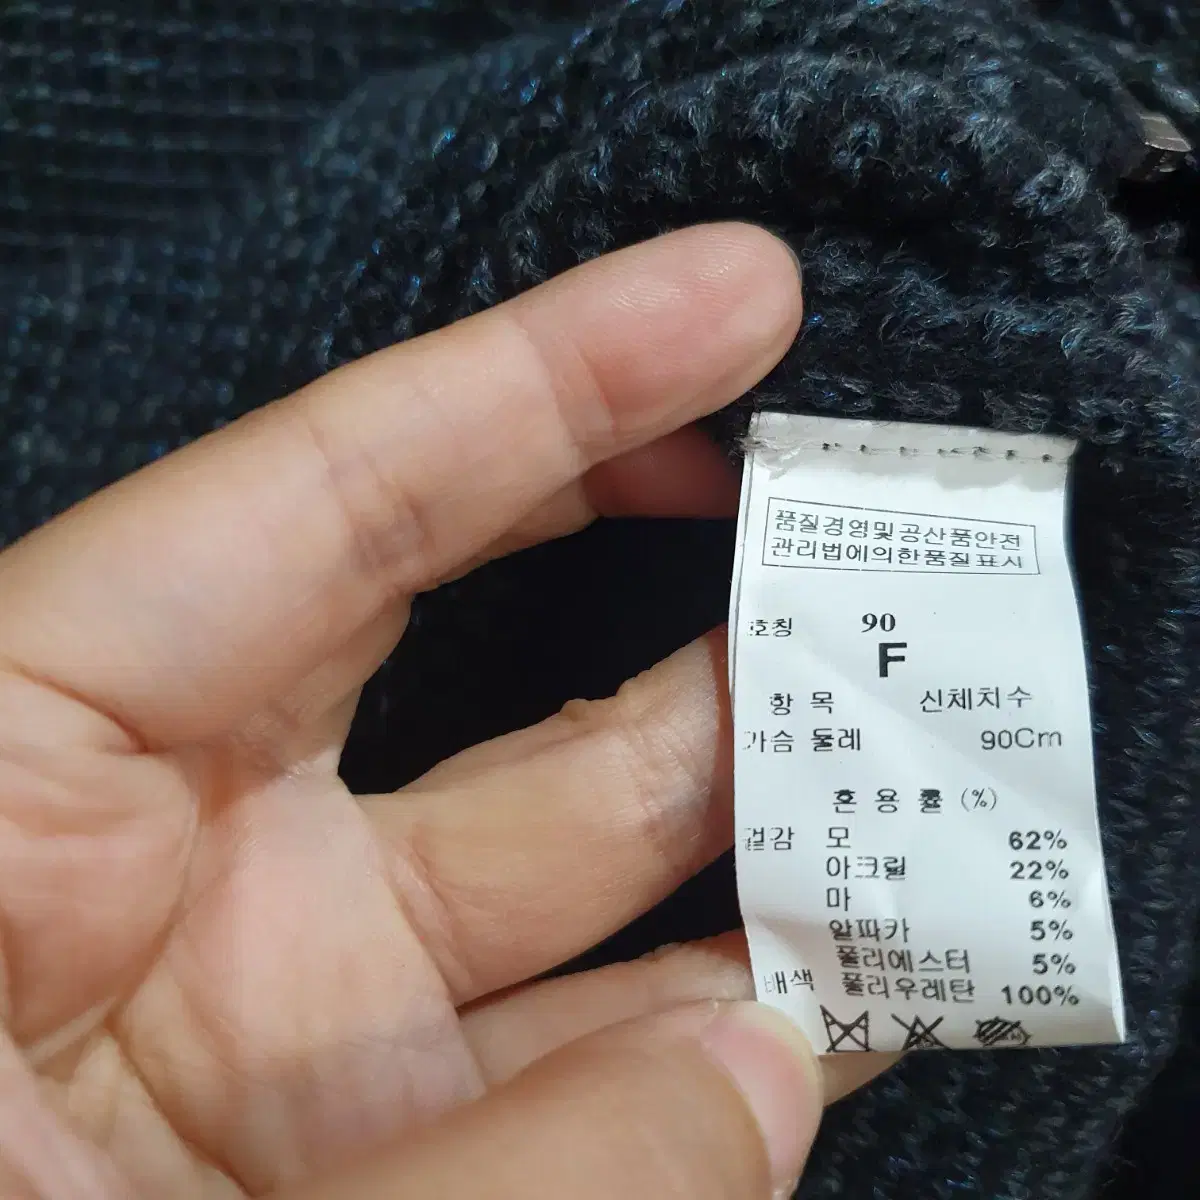 품질경영및공산품안전
관리법에의한품질표시
호칭 90
F
항 목 신체치수
가슴 둘레 90Cm
혼 용 률 (%)
겉감 모 62%
아크릴 22%
마 6%
알파카 5%
폴리에스터 5%
배색 폴리우레탄 100%